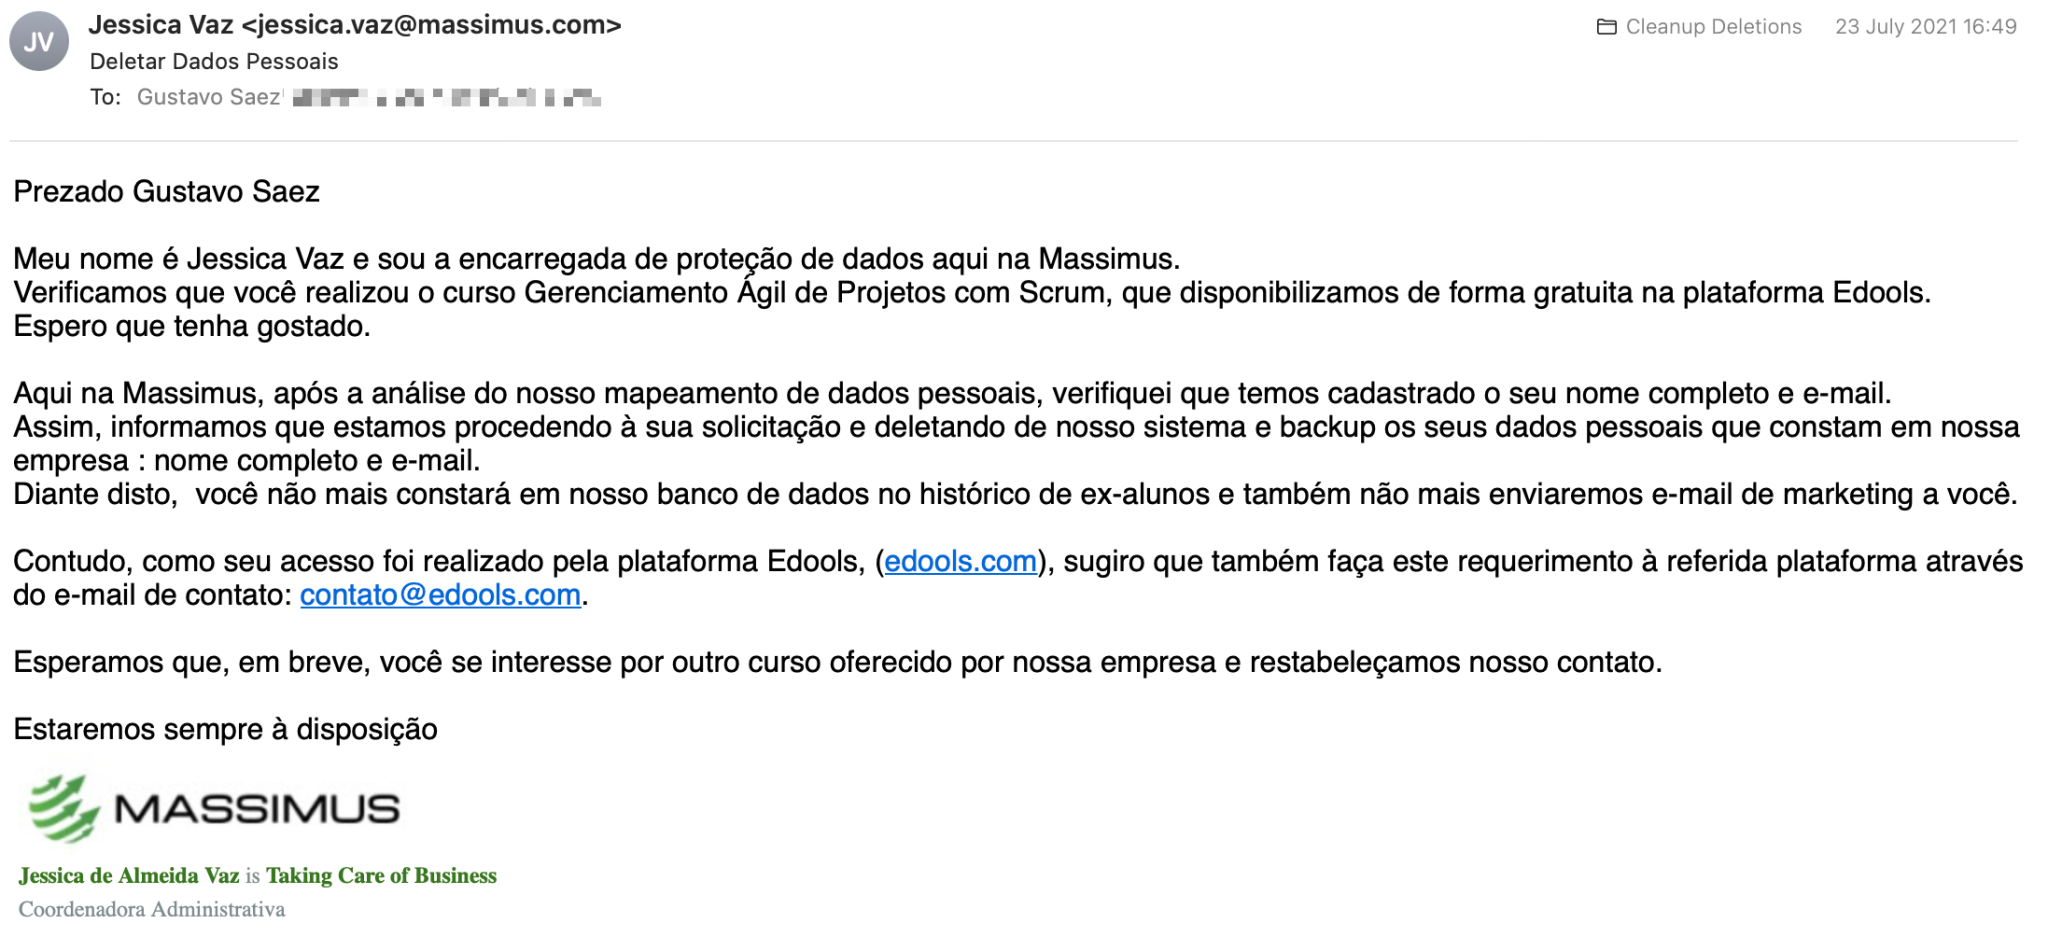 JV
Jessica Vaz <jessica.vaz@massimus.com>
Cleanup Deletions 23 July 2021 16:49
Deletar Dados Pessoais
To: Gustavo Saez
Prezado Gustavo Saez
Meu nome é Jessica Vaz e sou a encarregada de proteção de dados aqui na Massimus.
Verificamos que você realizou o curso Gerenciamento Ágil de Projetos com Scrum, que disponibilizamos de forma gratuita na plataforma Edools.
Espero que tenha gostado.
Aqui na Massimus, após a análise do nosso mapeamento de dados pessoais, verifiquei que temos cadastrado o seu nome completo e e-mail.
Assim, informamos que estamos procedendo à sua solicitação e deletando de nosso sistema e backup os seus dados pessoais que constam em nossa
empresa : nome completo e e-mail.
Diante disto,  você não mais constará em nosso banco de dados no histórico de ex-alunos e também não mais enviaremos e-mail de marketing a você.
Contudo, como seu acesso foi realizado pela plataforma Edools, (edools.com), sugiro que também faça este requerimento à referida plataforma através
do e-mail de contato: contato@edools.com.
Esperamos que, em breve, você se interesse por outro curso oferecido por nossa empresa e restabeleçamos nosso contato.
Estaremos sempre à disposição
MASSIMUS
Jessica de Almeida Vaz is Taking Care of Business
Coordenadora Administrativa